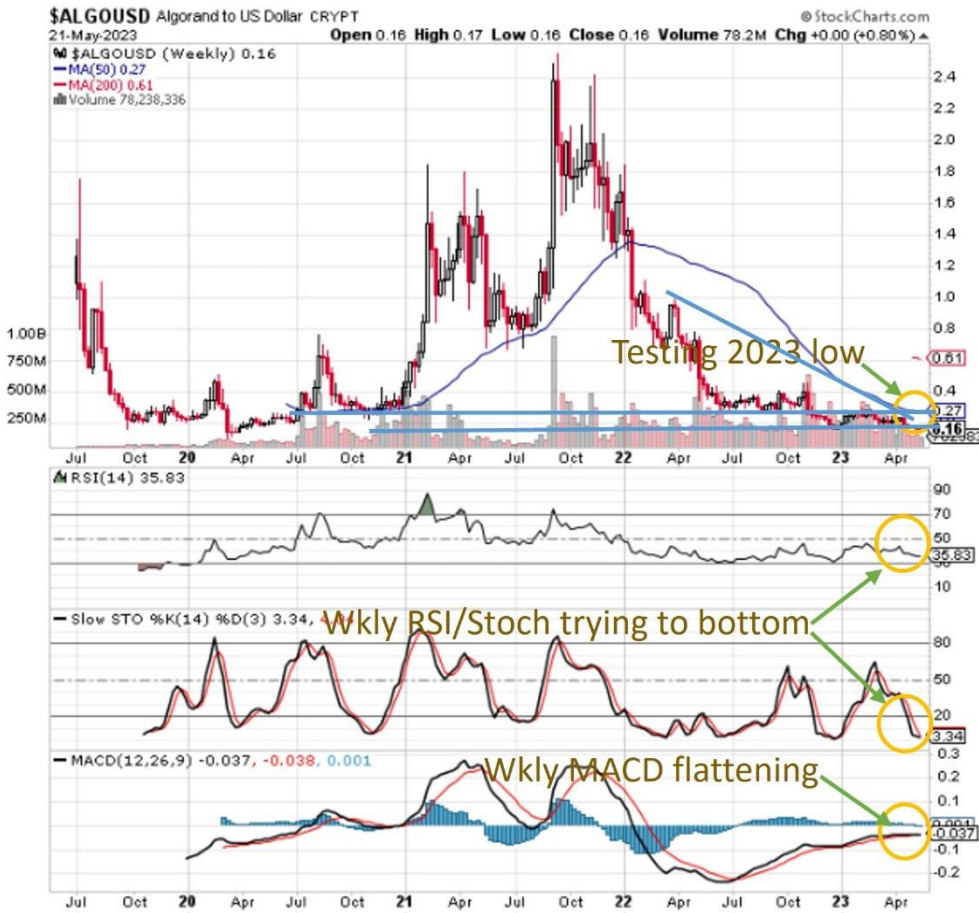 $ALGOUSD Algorand to US Dollar CRYPT © StockCharts.com
21-May-2023 Open 0.16 High 0.17 Low 0.16 Close 0.16 Volume 78.2M Chg +0.00 (+0.80%)
$ALGOUSD (Weekly) 0.16
MA(50) 0.27
MA(200) 0.61
Volume 78,238,336
2.4
2.2
2.0
1.8
1.6
1.4
1.2
1.0
1.00B
0.8
750M
Testing 2023 low
0.61
500M
0.4
0.27
250M
0.16
Jul Oct 20 Apr Jul Oct 21 Apr Jul Oct 22 Apr Jul Oct 23 Apr
RSI(14) 35.83
90
70
50
35.83
30
10
Slow STO %K(14) %D(3) 3.34,
Wkly RSI/Stoch trying to bottom
80
50
20
3.34
MACD(12,26,9) -0.037, -0.038, 0.001
0.3
Wkly MACD flattening
0.2
0.1
0.001
-0.037
-0.1
-0.2
Jul Oct 20 Apr Jul Oct 21 Apr Jul Oct 22 Apr Jul Oct 23 Apr